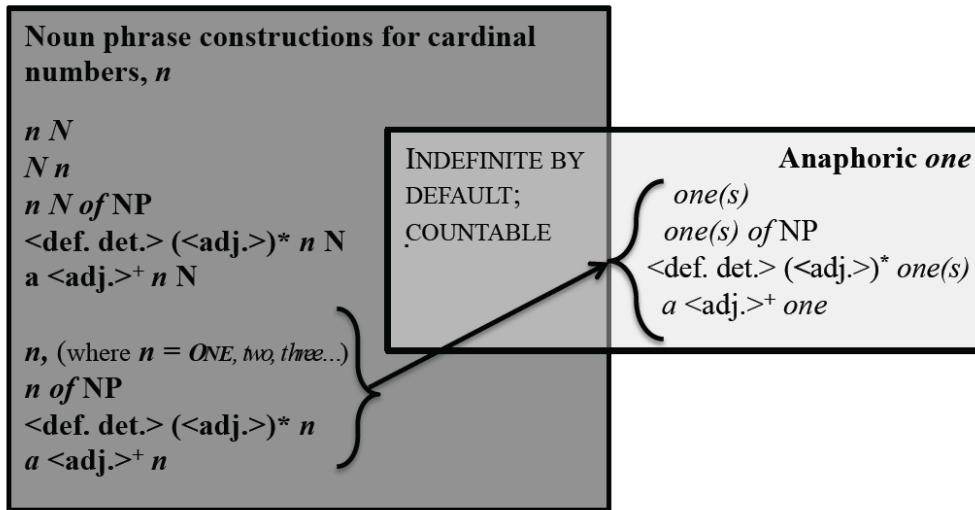 Noun phrase constructions for cardinal
numbers, n
n N
N n
n N of NP
<def. det.> (<adj.>)* n N
a <adj.>+ n N
n, (where n = ONE, two, three...)
n of NP
<def. det.> (<adj.>)* n
a <adj.>+ n
INDEFINITE BY
DEFAULT;
COUNTABLE
.
Anaphoric one
one(s)
one(s) of NP
<def. det.> (<adj.>)* one(s)
a <adj.>+ one